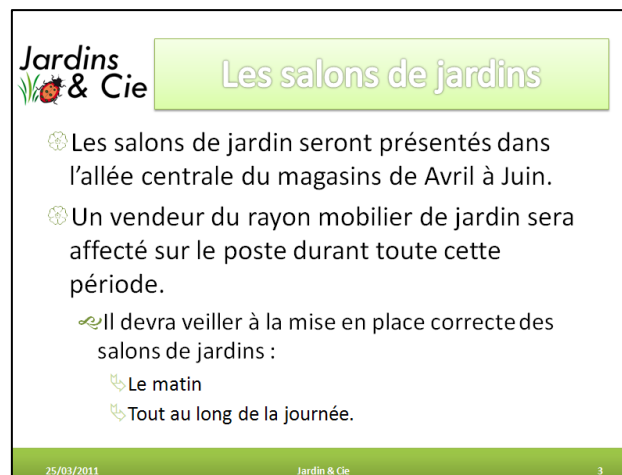 Jardins
& Cie
Les salons de jardins
Les salons de jardin seront présentés dans
l'allée centrale du magasins de Avril à Juin.
Un vendeur du rayon mobilier de jardin sera
affecté sur le poste durant toute cette
période.
Il devra veiller à la mise en place correcte des
salons de jardins :
Le matin
Tout au long de la journée.
25/03/2011 Jardin & Cie 3